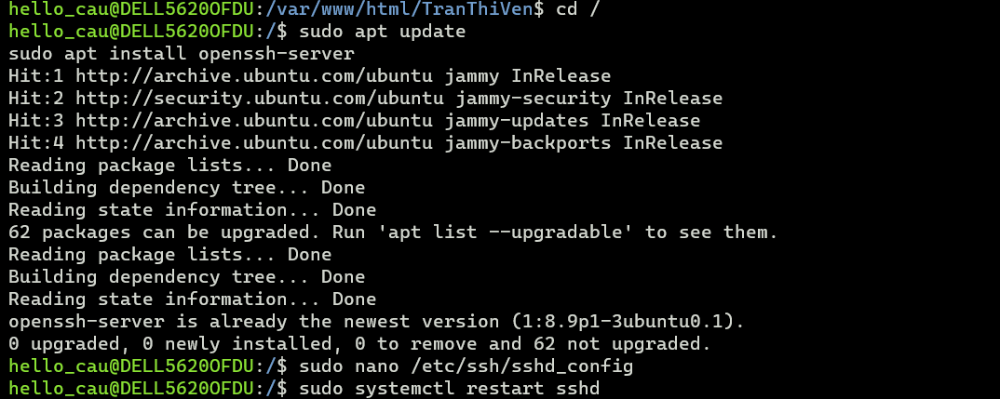 hello_cau@DELL5620OFDU:/var/www/html/TranThiVen$ cd /
hello_cau@DELL5620OFDU:/$ sudo apt update
sudo apt install openssh-server
Hit:1 http://archive.ubuntu.com/ubuntu jammy InRelease
Hit:2 http://security.ubuntu.com/ubuntu jammy-security InRelease
Hit:3 http://archive.ubuntu.com/ubuntu jammy-updates InRelease
Hit:4 http://archive.ubuntu.com/ubuntu jammy-backports InRelease
Reading package lists... Done
Building dependency tree... Done
Reading state information... Done
62 packages can be upgraded. Run 'apt list --upgradable' to see them.
Reading package lists... Done
Building dependency tree... Done
Reading state information... Done
openssh-server is already the newest version (1:8.9p1-3ubuntu0.1).
0 upgraded, 0 newly installed, 0 to remove and 62 not upgraded.
hello_cau@DELL5620OFDU:/$ sudo nano /etc/ssh/sshd_config
hello_cau@DELL5620OFDU:/$ sudo systemctl restart sshd